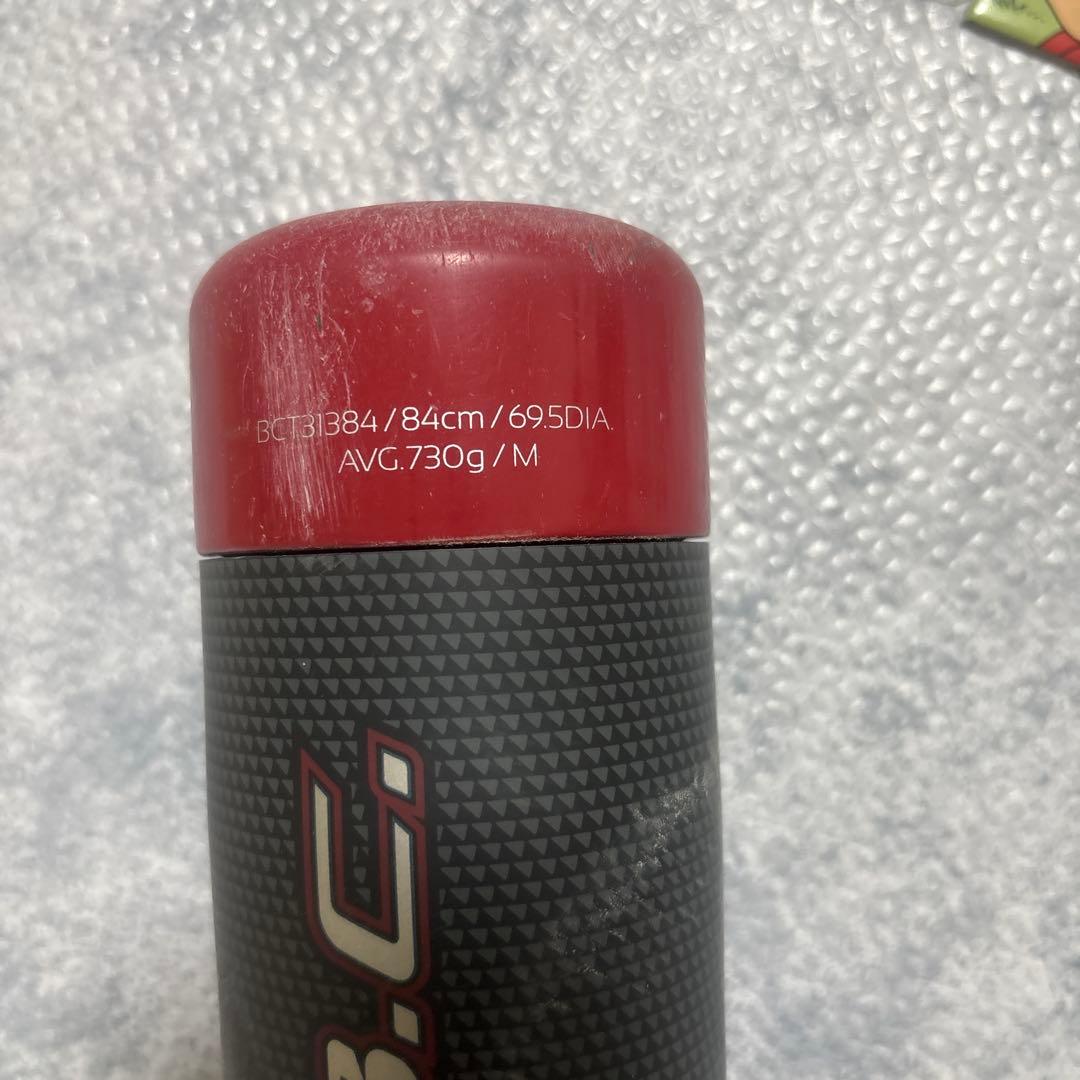 BCT31384 / 84cm / 69.5DIA.
AVG.730g / M
B.C.